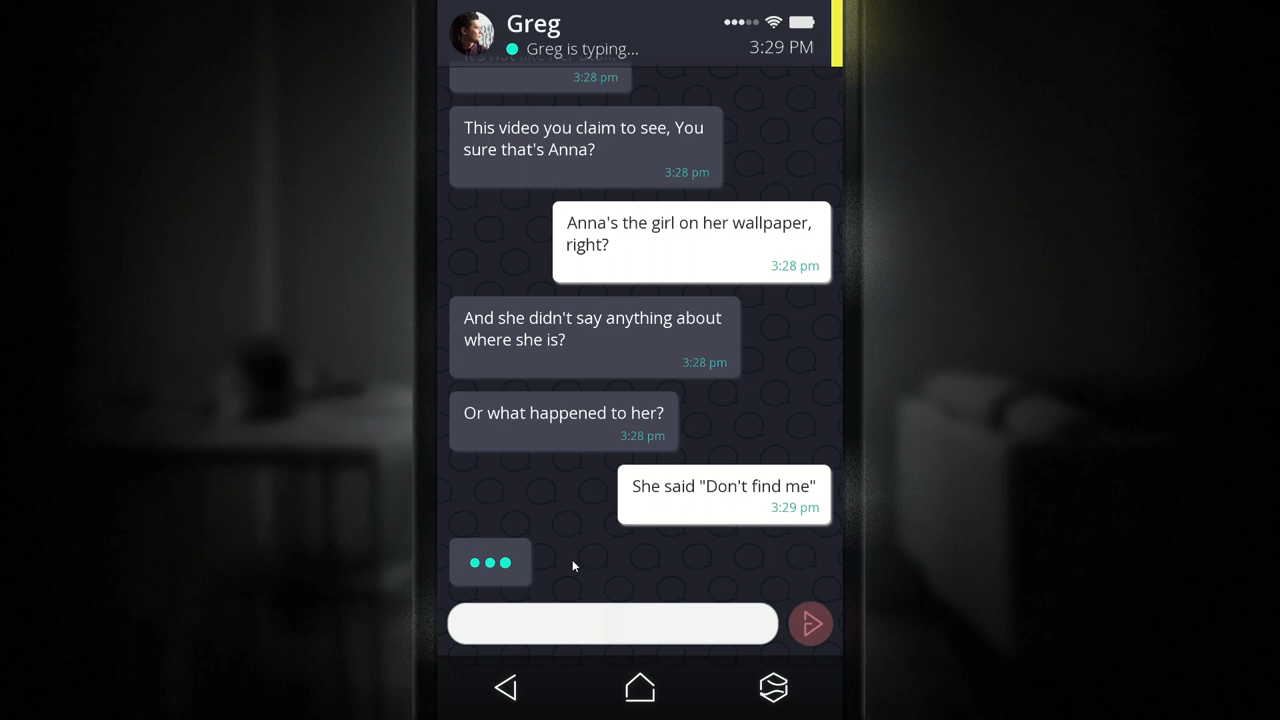 Greg
Greg is typing...
3:29 PM
3:28 pm
This video you claim to see, You
sure that's Anna?
3:28 pm
Anna's the girl on her wallpaper,
right?
3:28 pm
And she didn't say anything about
where she is?
3:28 pm
Or what happened to her?
3:28 pm
She said "Don't find me"
3:29 pm